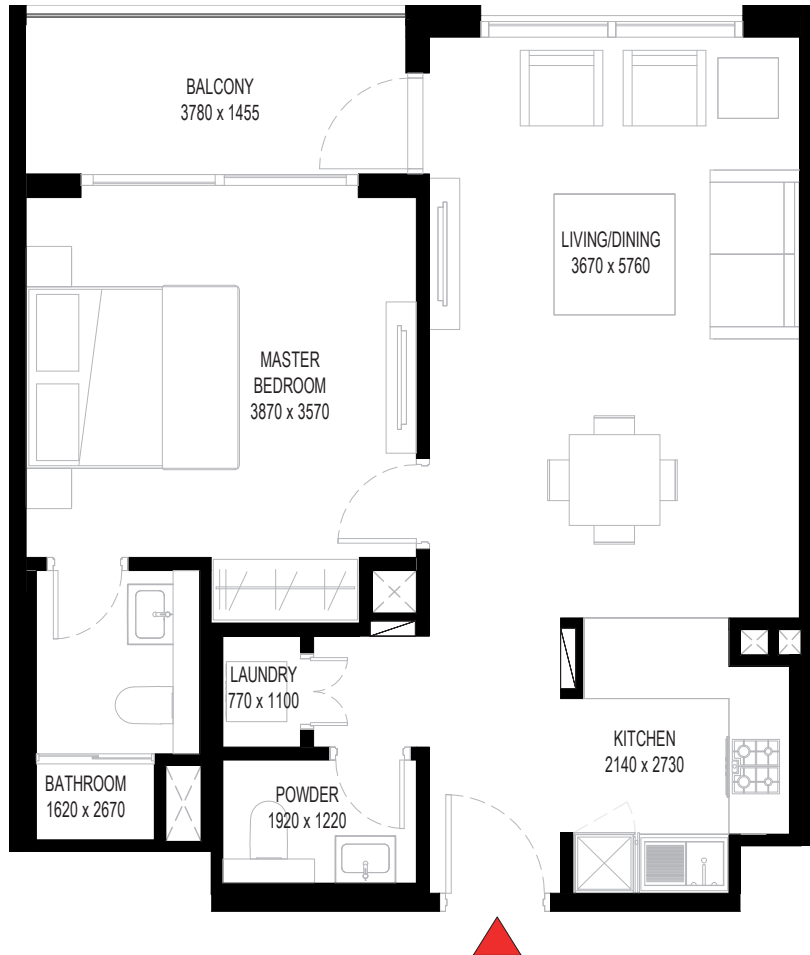 BALCONY
3780 x 1455
LIVING/DINING
3670 x 5760
MASTER
BEDROOM
3870 x 3570
LAUNDRY
770 x 1100
KITCHEN
2140 x 2730
BATHROOM
1620 x 2670
POWDER
1920 x 1220